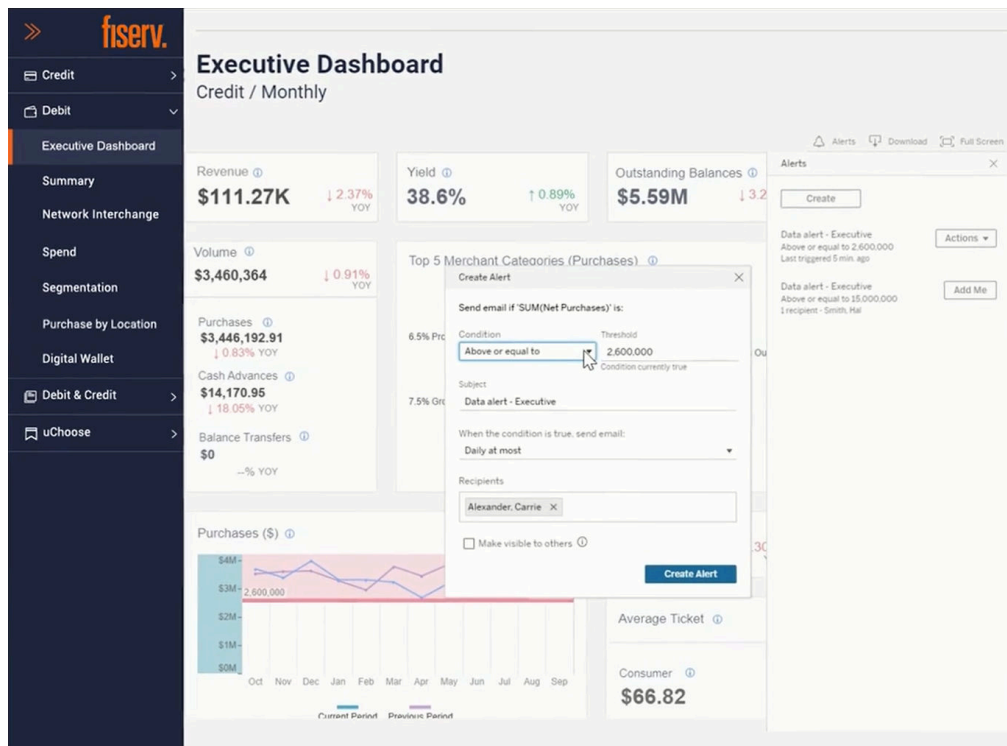 fiserv.
Credit
Debit
Executive Dashboard
Summary
Network Interchange
Spend
Segmentation
Purchase by Location
Digital Wallet
Debit & Credit
uChoose
Executive Dashboard
Credit / Monthly
Alerts Download Full Screen
Revenue
$111.27K ↓ 2.37%
YOY
Yield
38.6% ↑ 0.89%
YOY
Outstanding Balances
$5.59M ↓ 3.2
Volume
$3,460,364 ↓ 0.91%
YOY
Purchases
$3,446,192.91
↓ 0.83% YOY
Cash Advances
$14,170.95
↓ 18.05% YOY
Balance Transfers
$0
--% YOY
Top 5 Merchant Categories (Purchases)
6.5% Pro
7.5% Gro
Create Alert
Send email if 'SUM(Net Purchases)' is:
Condition Threshold
Above or equal to 2,600,000
Condition currently true
Subject
Data alert - Executive
When the condition is true, send email:
Daily at most
Recipients
Alexander, Carrie ×
Make visible to others
Create Alert
Alerts
Create
Data alert - Executive
Above or equal to 2,600,000
Last triggered 5 min. ago
Actions
Data alert - Executive
Above or equal to 15,000,000
1 recipient - Smith, Hal
Add Me
Purchases ($)
$4M
$3M
2,600,000
$2M
$1M
$0M
Oct Nov Dec Jan Feb Mar Apr May Jun Jul Aug Sep
Current Period Previous Period
.30
Average Ticket
Consumer
$66.82